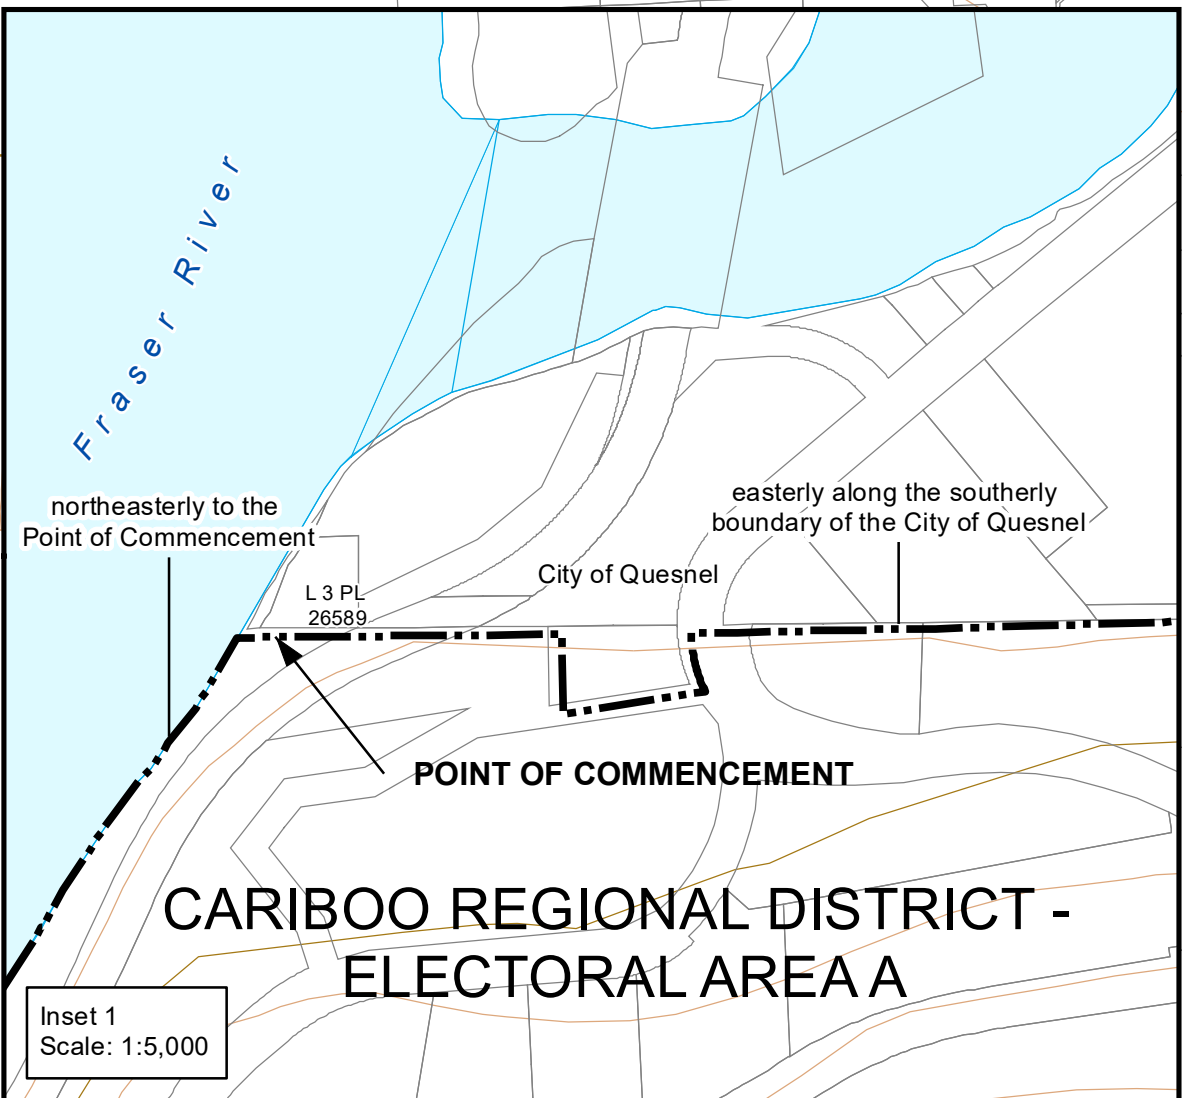 Fraser River
northeasterly to the
Point of Commencement
easterly along the southerly
boundary of the City of Quesnel
City of Quesnel
L 3 PL
26589
POINT OF COMMENCEMENT
CARIBOO REGIONAL DISTRICT -
ELECTORAL AREA A
Inset 1
Scale: 1:5,000